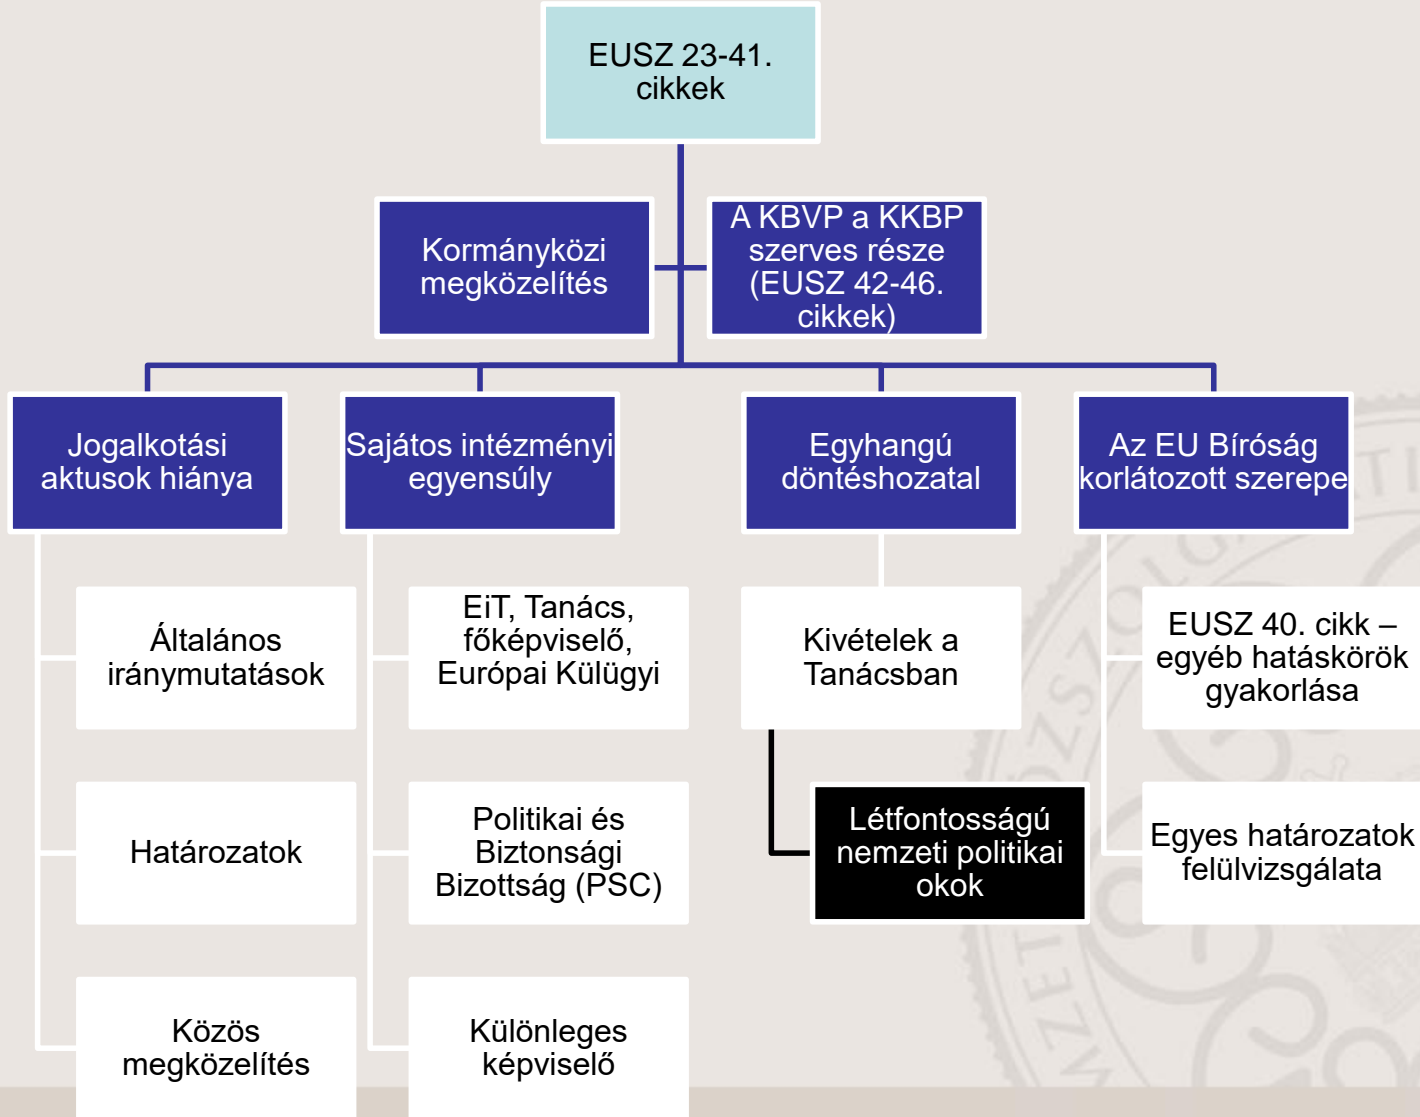 EUSZ 23-41.
cikkek
Kormányközi
megközelítés
A KBVP a KKBP
szerves része
(EUSZ 42-46.
cikkek)
Jogalkotási
aktusok hiánya
Sajátos intézményi
egyensúly
Egyhangú
döntéshozatal
Az EU Bíróság
korlátozott szerepe
Általános
iránymutatások
Határozatok
Közös
megközelítés
EiT, Tanács,
főképviselő,
Európai Külügyi
Politikai és
Biztonsági
Bizottság (PSC)
Különleges
képviselő
Kivételek a
Tanácsban
Létfontosságú
nemzeti politikai
okok
EUSZ 40. cikk –
egyéb hatáskörök
gyakorlása
Egyes határozatok
felülvizsgálata